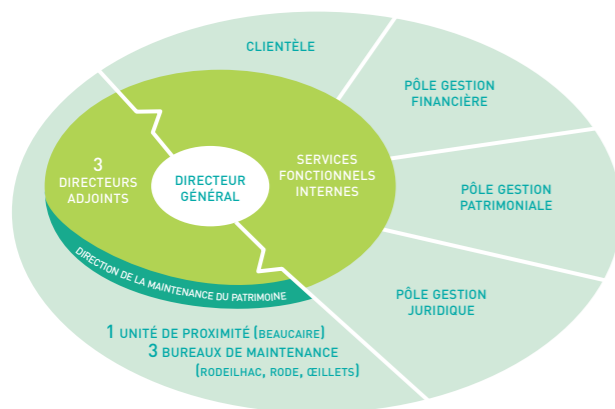 CLIENTÈLE
PÔLE GESTION
FINANCIÈRE
3
DIRECTEURS
ADJOINTS
DIRECTEUR
GÉNÉRAL
SERVICES
FONCTIONNELS
INTERNES
PÔLE GESTION
PATRIMONIALE
DIRECTION DE LA MAINTENANCE DU PATRIMOINE
PÔLE GESTION
JURIDIQUE
1 UNITÉ DE PROXIMITÉ (BEAUCAIRE)
3 BUREAUX DE MAINTENANCE
(RODEILHAC, RODE, ŒILLETS)